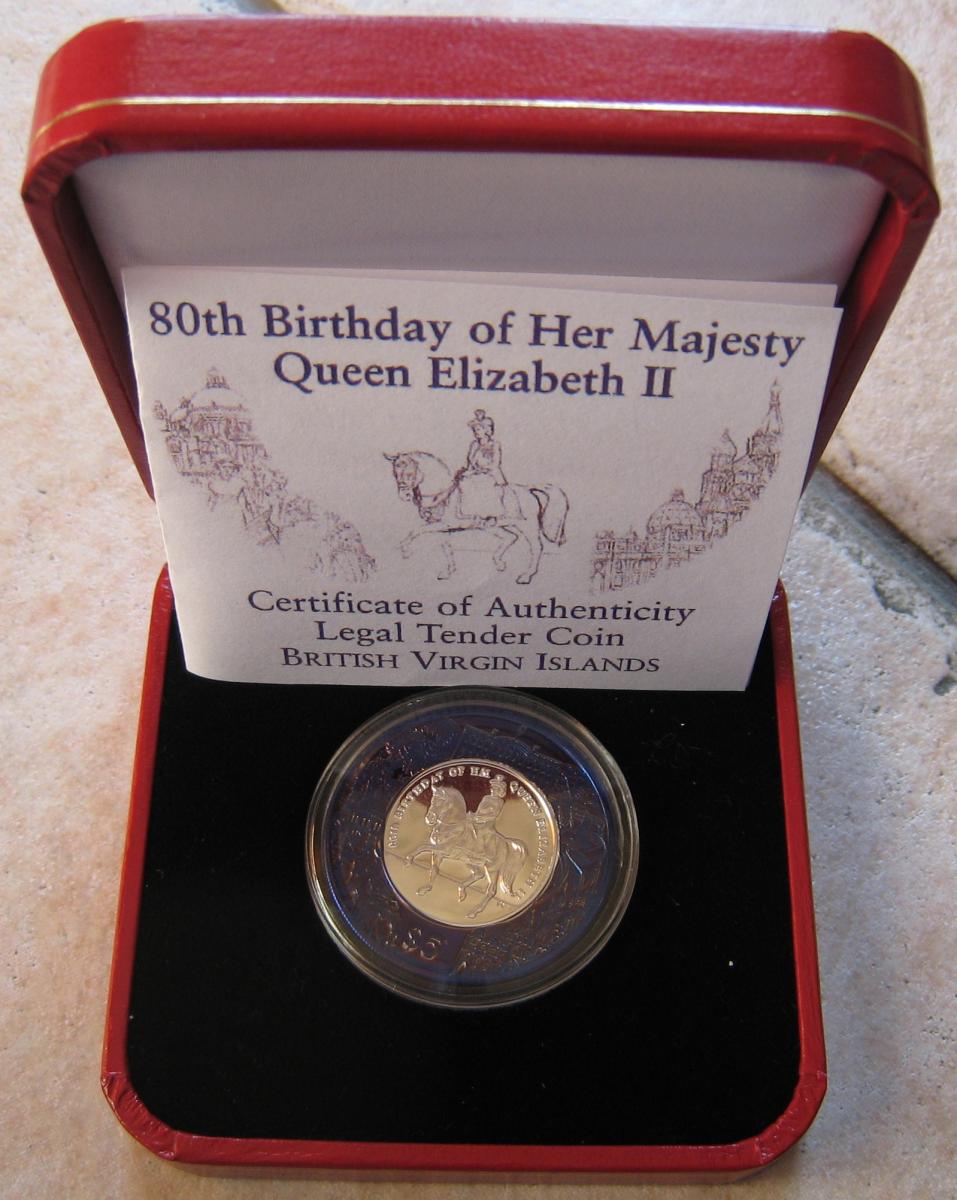 80th Birthday of Her Majesty
Queen Elizabeth II
Certificate of Authenticity
Legal Tender Coin
BRITISH VIRGIN ISLANDS
80TH BIRTHDAY OF HM QUEEN ELIZABETH II
$5